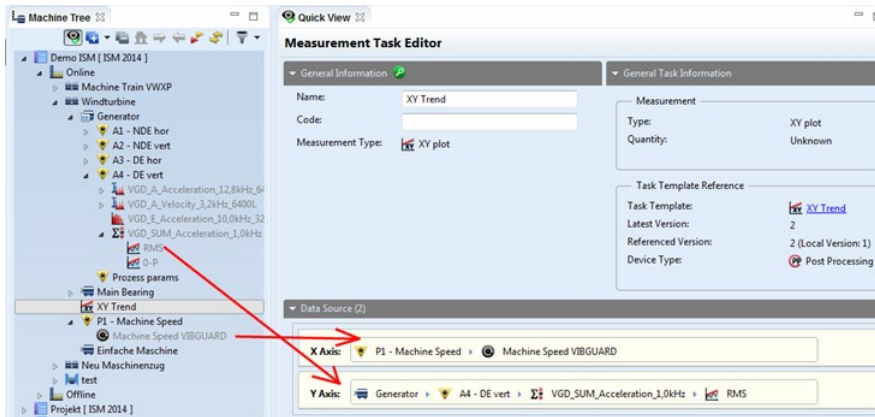 Machine Tree
Demo ISM [ ISM 2014 ]
Online
Machine Train VWXP
Windturbine
Generator
A1 - NDE hor
A2 - NDE vert
A3 - DE hor
A4 - DE vert
VGD_A_Acceleration_12,8kHz_64
VGD_A_Velocity_3,2kHz_6400L
VGD_E_Acceleration_10,0kHz_32
VGD_SUM_Acceleration_1,0kHz
RMS
0-P
Prozess params
Main Bearing
XY Trend
P1 - Machine Speed
Machine Speed VIBGUARD
Einfache Maschine
Neu Maschinenzug
test
Offline
Projekt [ ISM 2014 ]
Quick View
Measurement Task Editor
General Information
Name: XY Trend
Code:
Measurement Type: XY plot
General Task Information
Measurement
Type: XY plot
Quantity: Unknown
Task Template Reference
Task Template: XY Trend
Latest Version: 2
Referenced Version: 2 (Local Version: 1)
Device Type: PP Post Processing
Data Source (2)
X Axis: P1 - Machine Speed Machine Speed VIBGUARD
Y Axis: Generator A4 - DE vert VGD_SUM_Acceleration_1,0kHz RMS